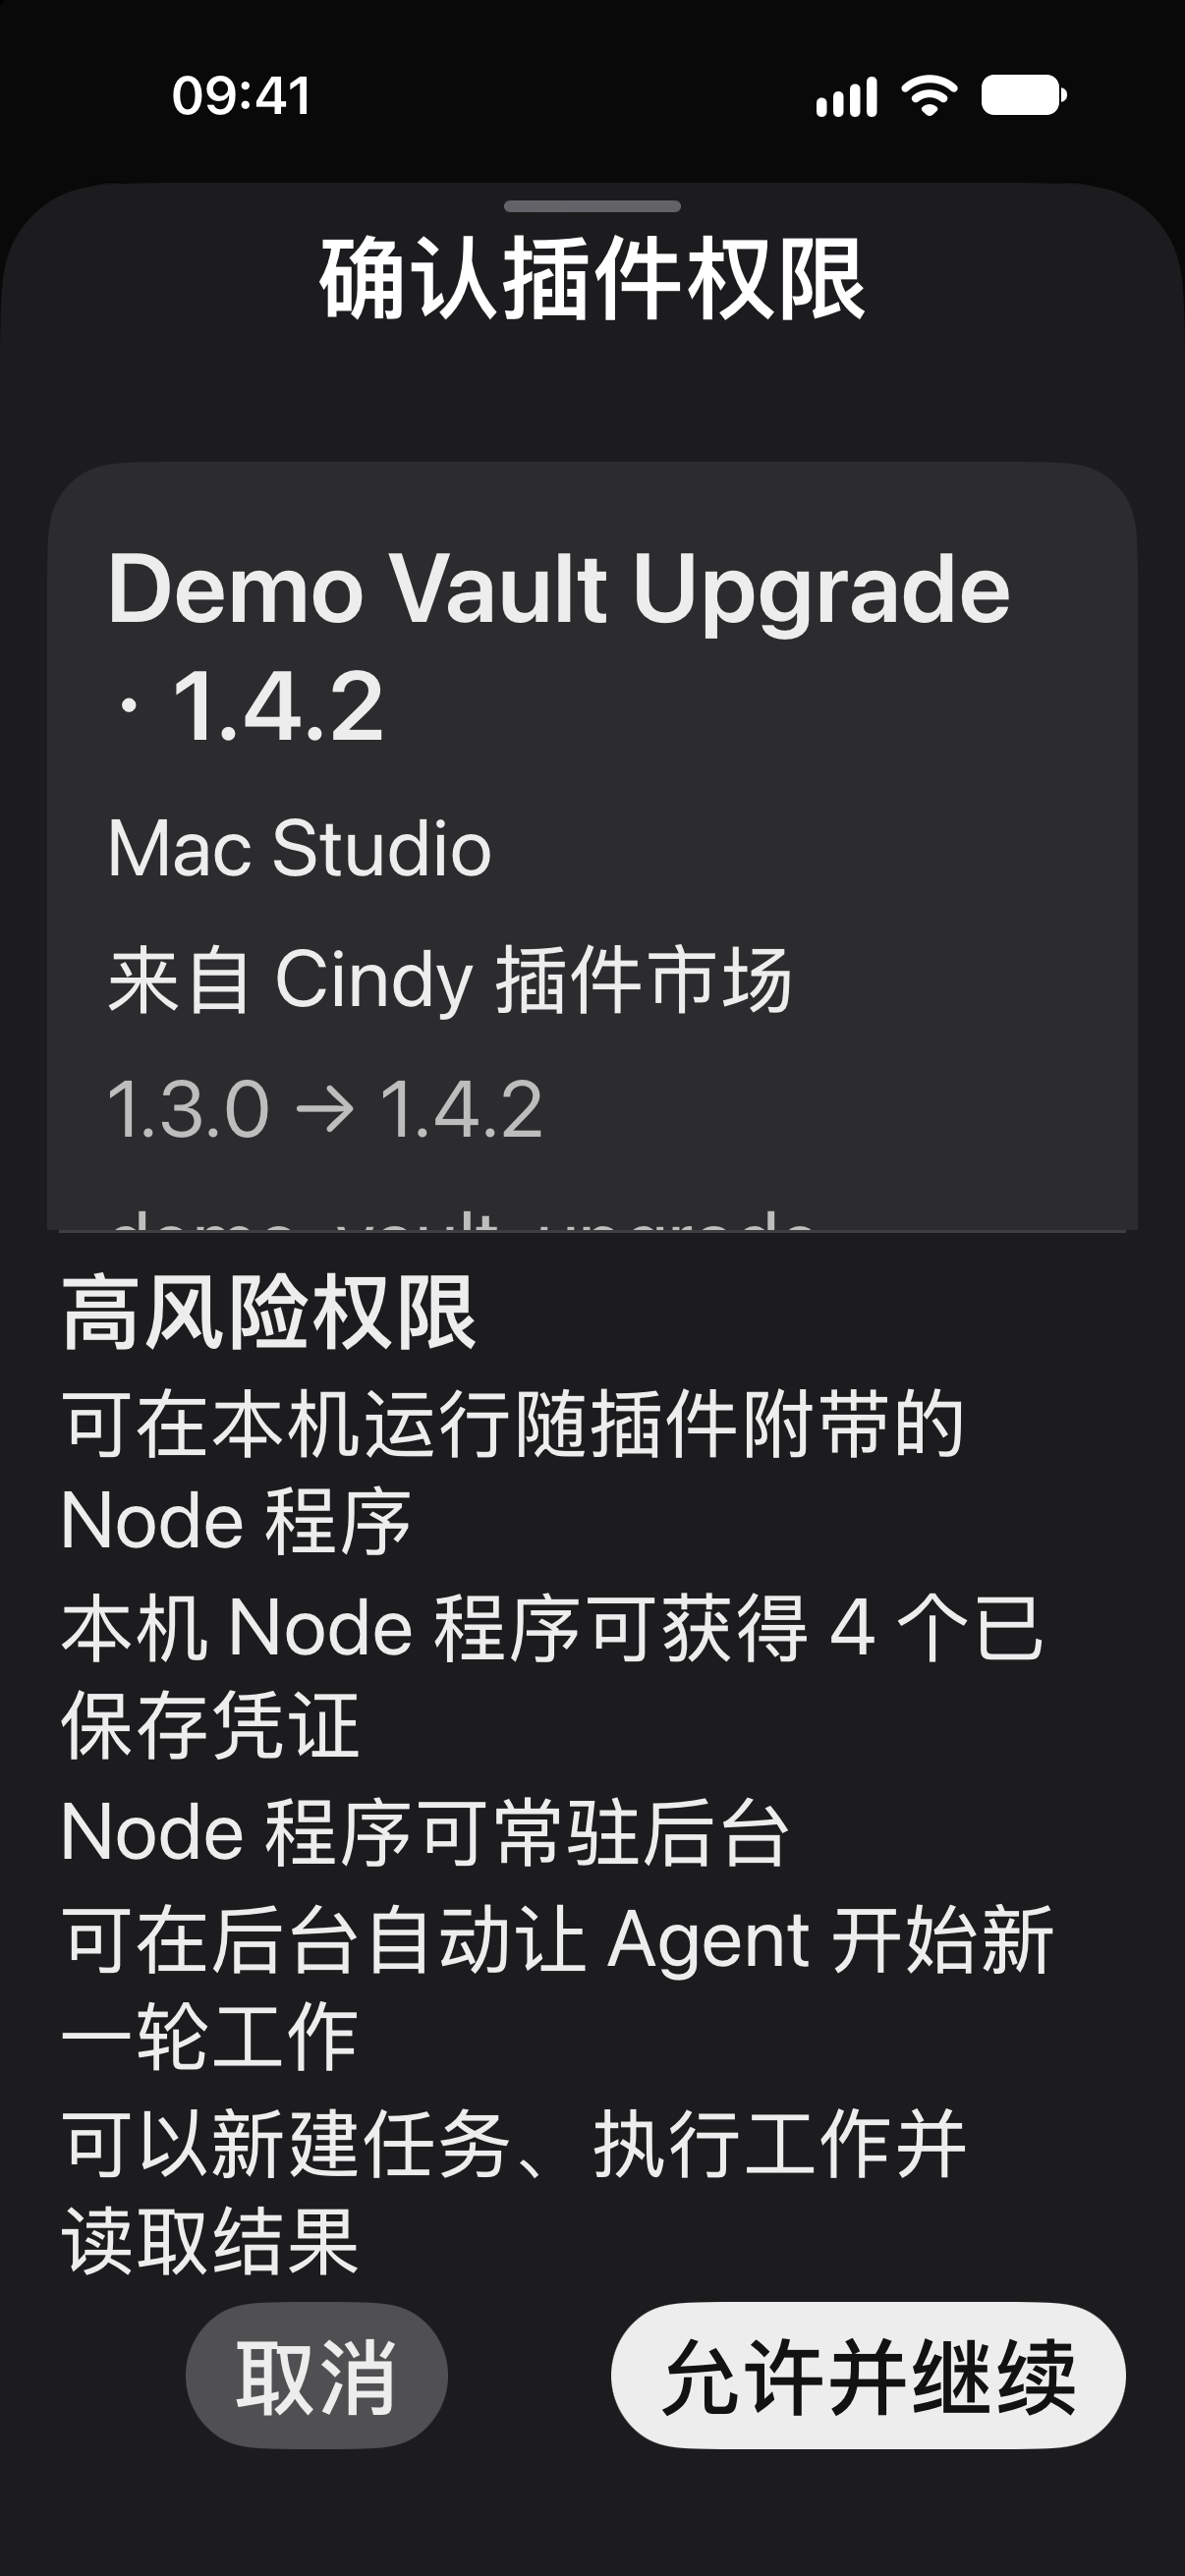 09:41
确认插件权限
Demo Vault Upgrade
· 1.4.2
Mac Studio
来自 Cindy 插件市场
1.3.0 → 1.4.2
高风险权限
可在本机运行随插件附带的
Node 程序
本机 Node 程序可获得 4 个已
保存凭证
Node 程序可常驻后台
可在后台自动让 Agent 开始新
一轮工作
可以新建任务、执行工作并
读取结果
取消
允许并继续